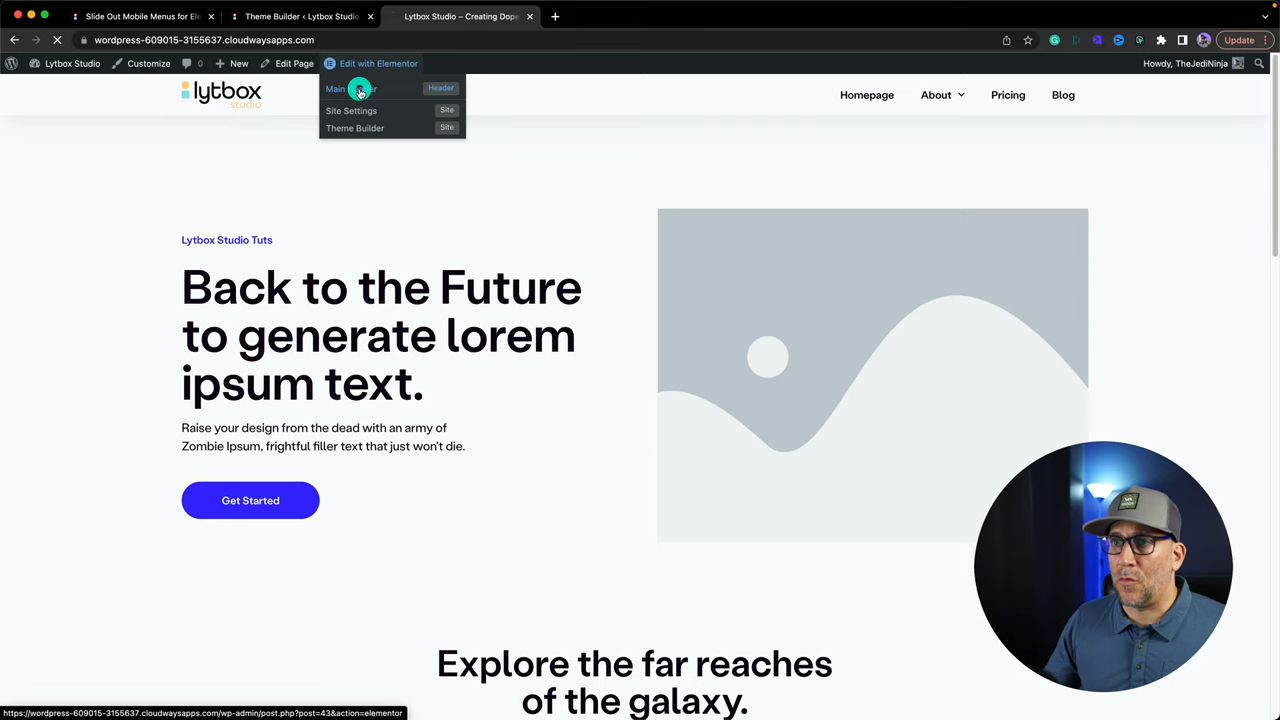 Slide Out Mobile Menus for Ele
Theme Builder ‹ Lytbox Studio
Lytbox Studio – Creating Dope
wordpress-609015-3155637.cloudwaysapps.com
Update
Lytbox Studio
Customize
0
New
Edit Page
Edit with Elementor
Howdy, TheJediNinja
Main
Header
Site Settings
Site
Theme Builder
Site
lytbox
studio
Homepage
About
Pricing
Blog
Lytbox Studio Tuts
Back to the Future
to generate lorem
ipsum text.
Raise your design from the dead with an army of
Zombie Ipsum, frightful filler text that just won't die.
Get Started
Explore the far reaches
of the galaxy.
https://wordpress-609015-3155637.cloudwaysapps.com/wp-admin/post.php?post=43&action=elementor